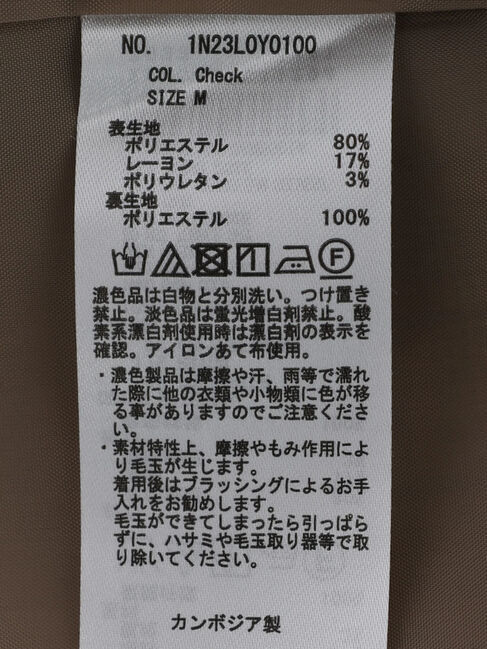 NO. 1N23L0Y0100
COL. Check
SIZE M
表生地
ポリエステル 80%
レーヨン 17%
ポリウレタン 3%
裏生地
ポリエステル 100%
F
濃色品は白物と分別洗い。つけ置き
禁止。淡色品は蛍光増白剤禁止。酸
素系漂白剤使用時は漂白剤の表示を
確認。アイロンあて布使用。
・濃色製品は摩擦や汗、雨等で濡れ
た際に他の衣類や小物類に色が移
る事がありますのでご注意くださ
い。
・素材特性上、摩擦やもみ作用によ
り毛玉が生じます。
着用後はブラッシングによるお手
入れをお勧めします。
毛玉ができてしまったら引っぱら
ずに、ハサミや毛玉取り器等で取
り除いてください。
カンボジア製